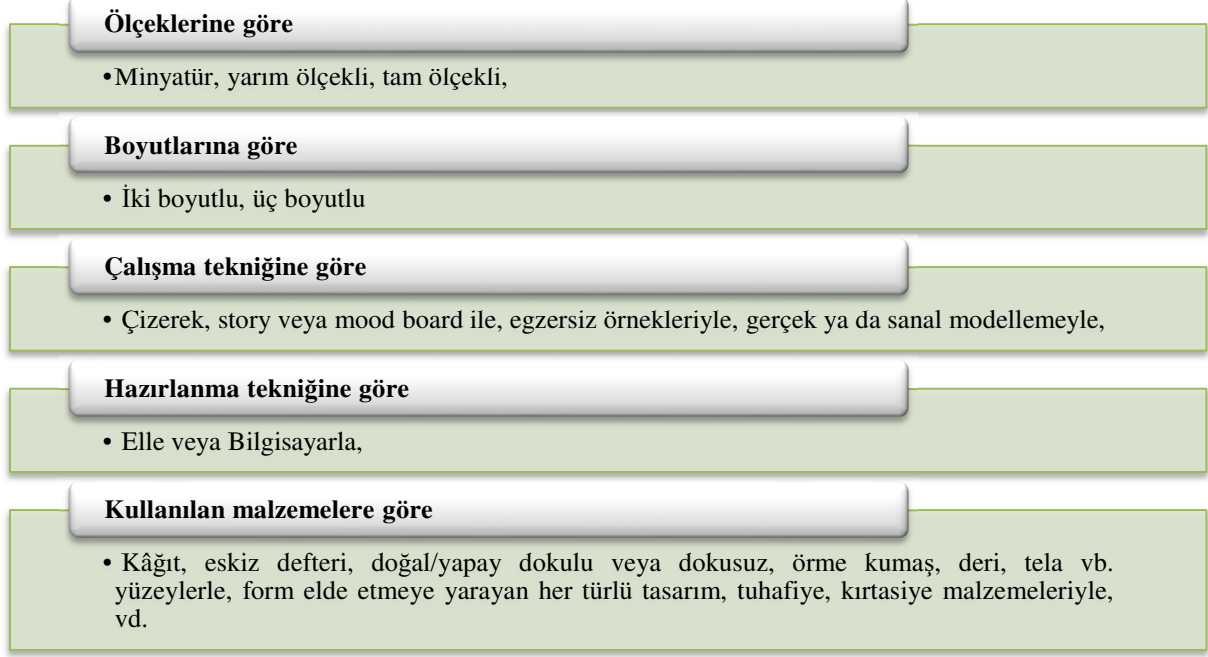 Ölçeklerine göre
•Minyatür, yarım ölçekli, tam ölçekli,
Boyutlarına göre
• İki boyutlu, üç boyutlu
Çalışma tekniğine göre
• Çizerek, story veya mood board ile, egzersiz örnekleriyle, gerçek ya da sanal modellemeyle,
Hazırlanma tekniğine göre
• Elle veya Bilgisayarla,
Kullanılan malzemelere göre
• Kâğıt, eskiz defteri, doğal/yapay dokulu veya dokusuz, örme kumaş, deri, tela vb.
yüzeylerle, form elde etmeye yarayan her türlü tasarım, tuhafiye, kırtasiye malzemeleriyle,
vd.